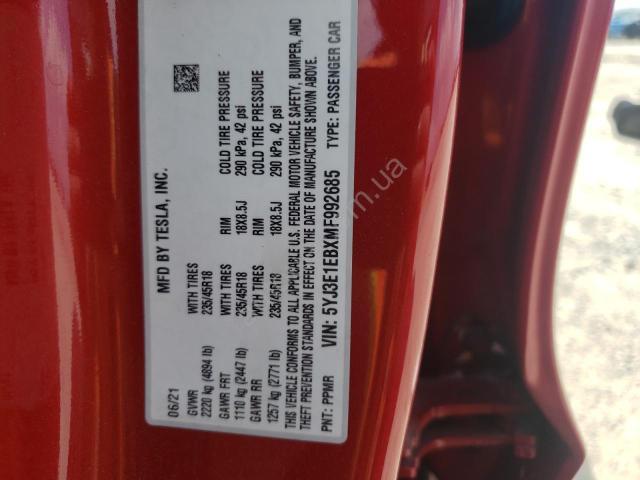 MFD BY TESLA, INC.
06/21
GVWR WITH TIRES
2220 kg (4894 lb) 235/45R18
GAWR FRT WITH TIRES RIM COLD TIRE PRESSURE
1110 kg (2447 lb) 235/45R18 18X8.5J 290 kPa, 42 psi
GAWR RR WITH TIRES RIM COLD TIRE PRESSURE
1257 kg (2771 lb) 235/45R18 18X8.5J 290 kPa, 42 psi
THIS VEHICLE CONFORMS TO ALL APPLICABLE U.S. FEDERAL MOTOR VEHICLE SAFETY, BUMPER, AND
THEFT PREVENTION STANDARDS IN EFFECT ON THE DATE OF MANUFACTURE SHOWN ABOVE.
PNT: PPMR VIN: 5YJ3E1EBXMF992685 TYPE: PASSENGER CAR